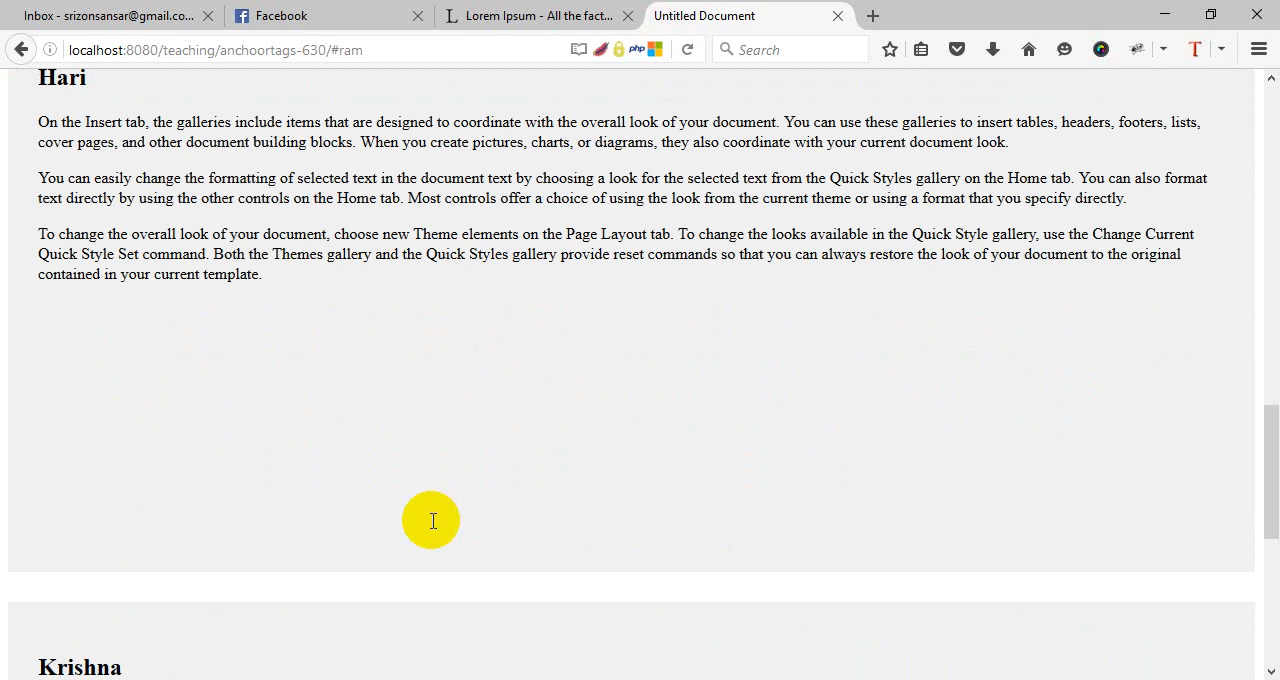 Inbox - srizonsansar@gmail.co...
Facebook
Lorem Ipsum - All the fact...
Untitled Document
localhost:8080/teaching/anchoortags-630/#ram
php
Search
T
Hari
On the Insert tab, the galleries include items that are designed to coordinate with the overall look of your document. You can use these galleries to insert tables, headers, footers, lists,
cover pages, and other document building blocks. When you create pictures, charts, or diagrams, they also coordinate with your current document look.
You can easily change the formatting of selected text in the document text by choosing a look for the selected text from the Quick Styles gallery on the Home tab. You can also format
text directly by using the other controls on the Home tab. Most controls offer a choice of using the look from the current theme or using a format that you specify directly.
To change the overall look of your document, choose new Theme elements on the Page Layout tab. To change the looks available in the Quick Style gallery, use the Change Current
Quick Style Set command. Both the Themes gallery and the Quick Styles gallery provide reset commands so that you can always restore the look of your document to the original
contained in your current template.
Krishna